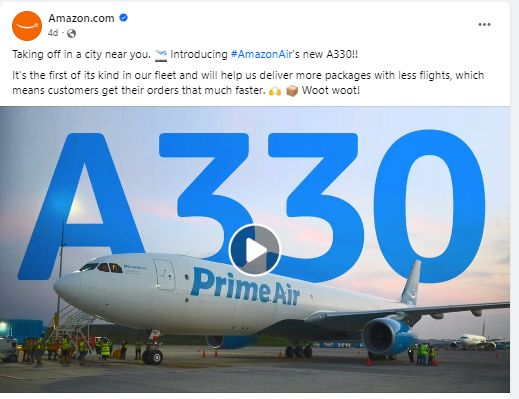 Amazon.com
4d
Taking off in a city near you. 🛫 Introducing #AmazonAir's new A330!!
It's the first of its kind in our fleet and will help us deliver more packages with less flights, which
means customers get their orders that much faster. 🙌 📦 Woot woot!
A330
Prime Air